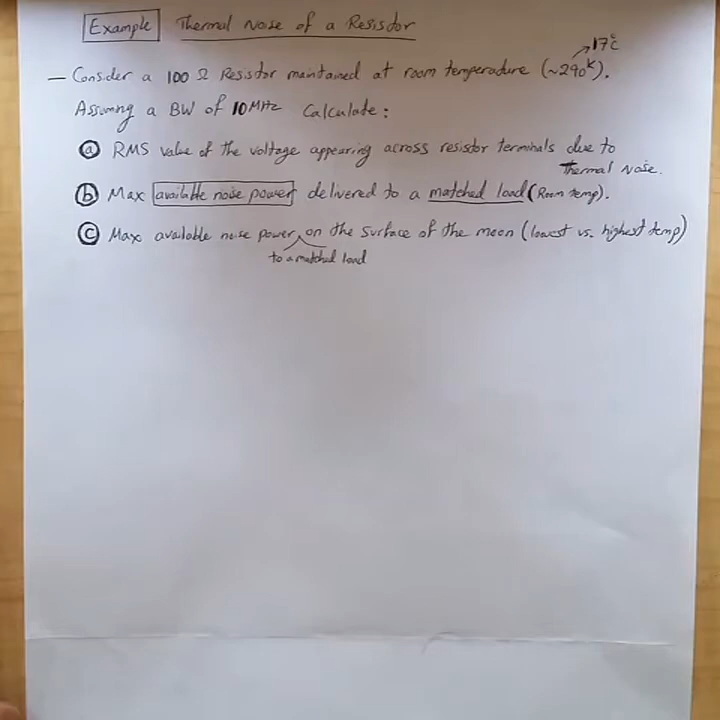 Example Thermal Noise of a Resistor
17°C
— Consider a 100 Ω Resistor maintained at room temperature (~290K).
Assuming a BW of 10MHz Calculate:
ⓐ RMS value of the voltage appearing across resistor terminals due to
Thermal Noise.
ⓑ Max available noise power delivered to a matched load (Room temp).
ⓒ Max available noise power on the surface of the moon (lowest vs. highest temp)
to a matched load